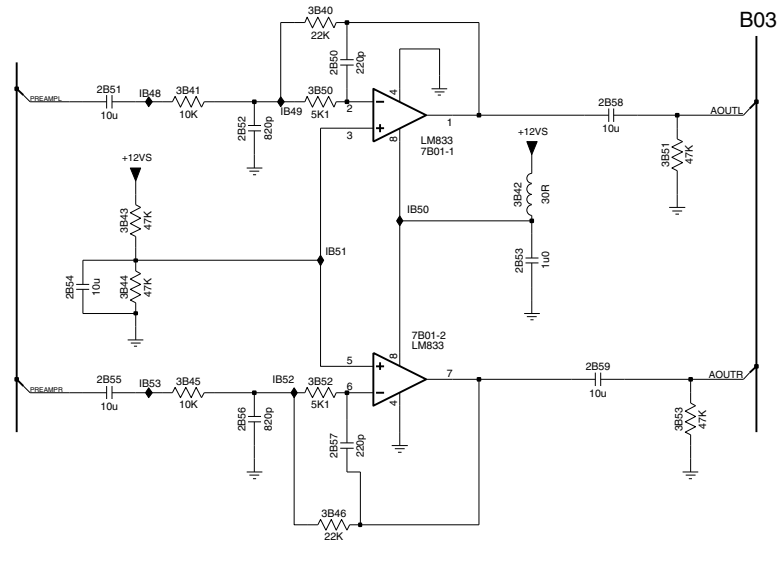 B03
3B40
22K
2B50
220p
2B51
10u
IB48
3B41
10K
2B52
820p
IB49
3B50
5K1
PREAMPL
2
3
4
8
1
LM833
7B01-1
2B58
10u
AOUTL
3B51
47K
+12VS
3B42
30R
IB50
2B53
1u0
+12VS
3B43
47K
2B54
10u
3B44
47K
IB51
7B01-2
LM833
PREAMPR
2B55
10u
IB53
3B45
10K
2B56
820p
IB52
3B52
5K1
5
6
8
4
7
2B57
220p
3B46
22K
2B59
10u
AOUTR
3B53
47K